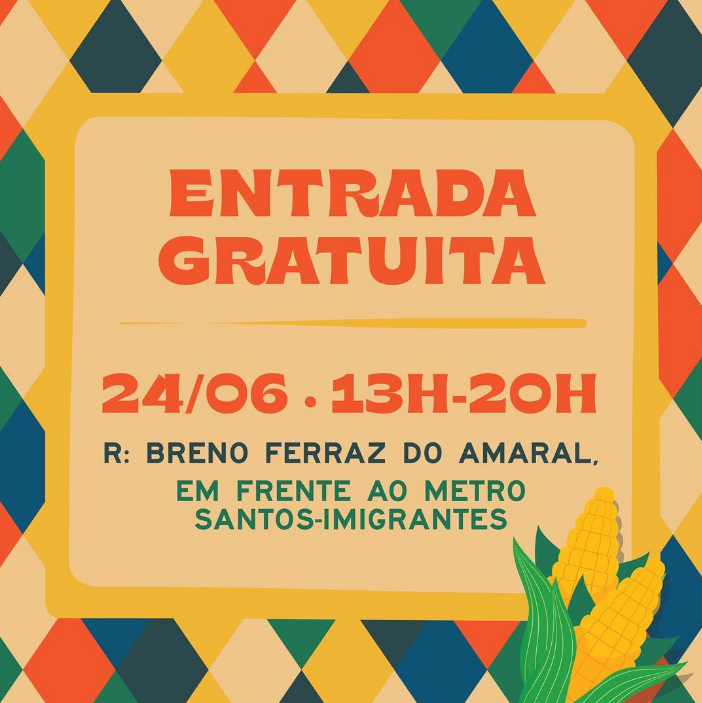 ENTRADA
GRATUITA
24/06 . 13H-20H
R: BRENO FERRAZ DO AMARAL,
EM FRENTE AO METRO
SANTOS-IMIGRANTES